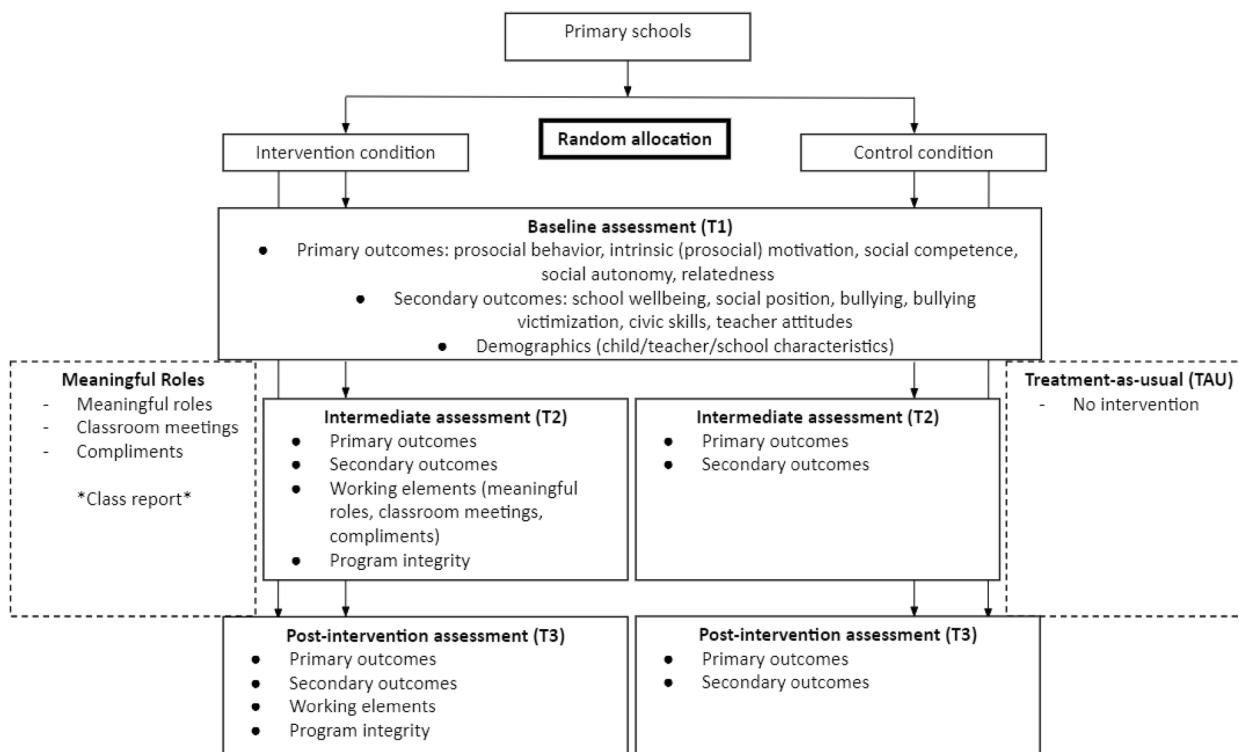 Primary schools
Random allocation
Intervention condition
Control condition
Baseline assessment (T1)
● Primary outcomes: prosocial behavior, intrinsic (prosocial) motivation, social competence,
social autonomy, relatedness
● Secondary outcomes: school wellbeing, social position, bullying, bullying
victimization, civic skills, teacher attitudes
● Demographics (child/teacher/school characteristics)
Meaningful Roles
- Meaningful roles
- Classroom meetings
- Compliments
*Class report*
Intermediate assessment (T2)
● Primary outcomes
● Secondary outcomes
● Working elements (meaningful
roles, classroom meetings,
compliments)
● Program integrity
Intermediate assessment (T2)
● Primary outcomes
● Secondary outcomes
Treatment-as-usual (TAU)
- No intervention
Post-intervention assessment (T3)
● Primary outcomes
● Secondary outcomes
● Working elements
● Program integrity
Post-intervention assessment (T3)
● Primary outcomes
● Secondary outcomes